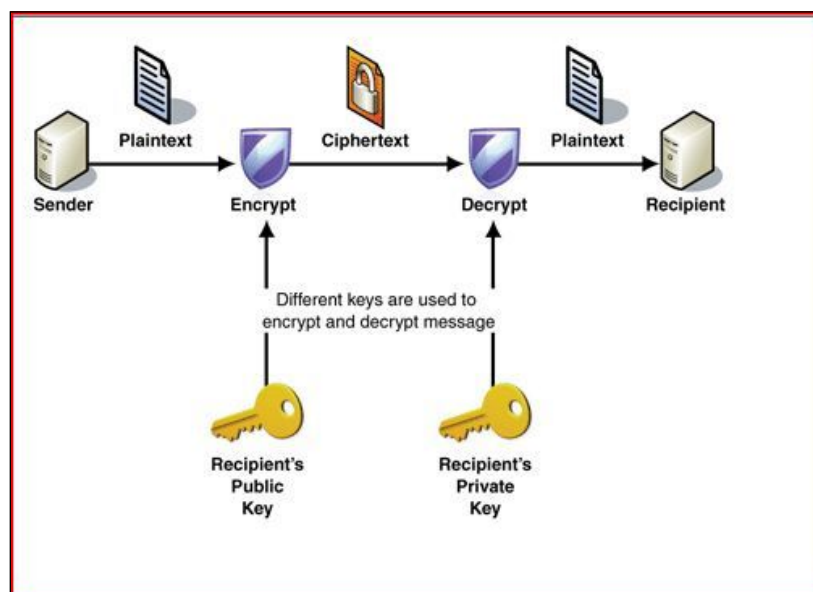 Plaintext
Ciphertext
Plaintext
Sender
Encrypt
Decrypt
Recipient
Different keys are used to
encrypt and decrypt message
Recipient's
Public
Key
Recipient's
Private
Key